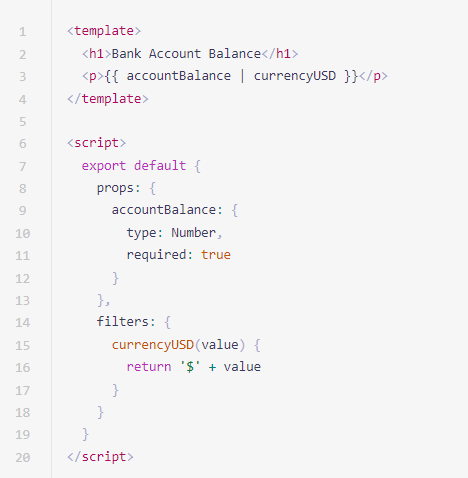 1 <template>
2   <h1>Bank Account Balance</h1>
3   <p>{{ accountBalance | currencyUSD }}</p>
4 </template>
5
6 <script>
7   export default {
8     props: {
9       accountBalance: {
10         type: Number,
11         required: true
12       }
13     },
14     filters: {
15       currencyUSD(value) {
16         return '$' + value
17       }
18     }
19   }
20 </script>